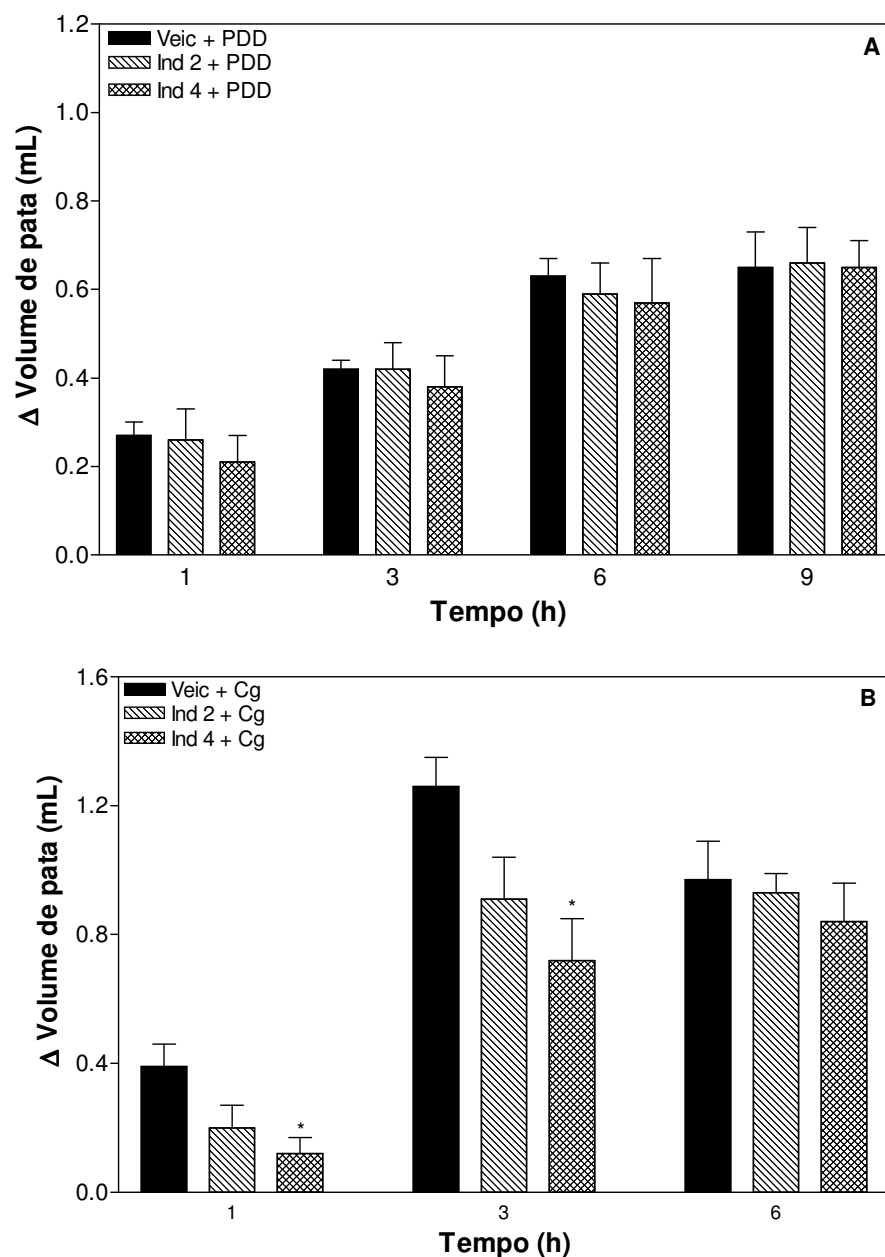 A
Veic + PDD
Ind 2 + PDD
Ind 4 + PDD
Δ Volume de pata (mL)
1.2
1.0
0.8
0.6
0.4
0.2
0.0
1 3 6 9
Tempo (h)
B
Veic + Cg
Ind 2 + Cg
Ind 4 + Cg
Δ Volume de pata (mL)
1.6
1.2
0.8
0.4
0.0
*
*
1 3 6
Tempo (h)